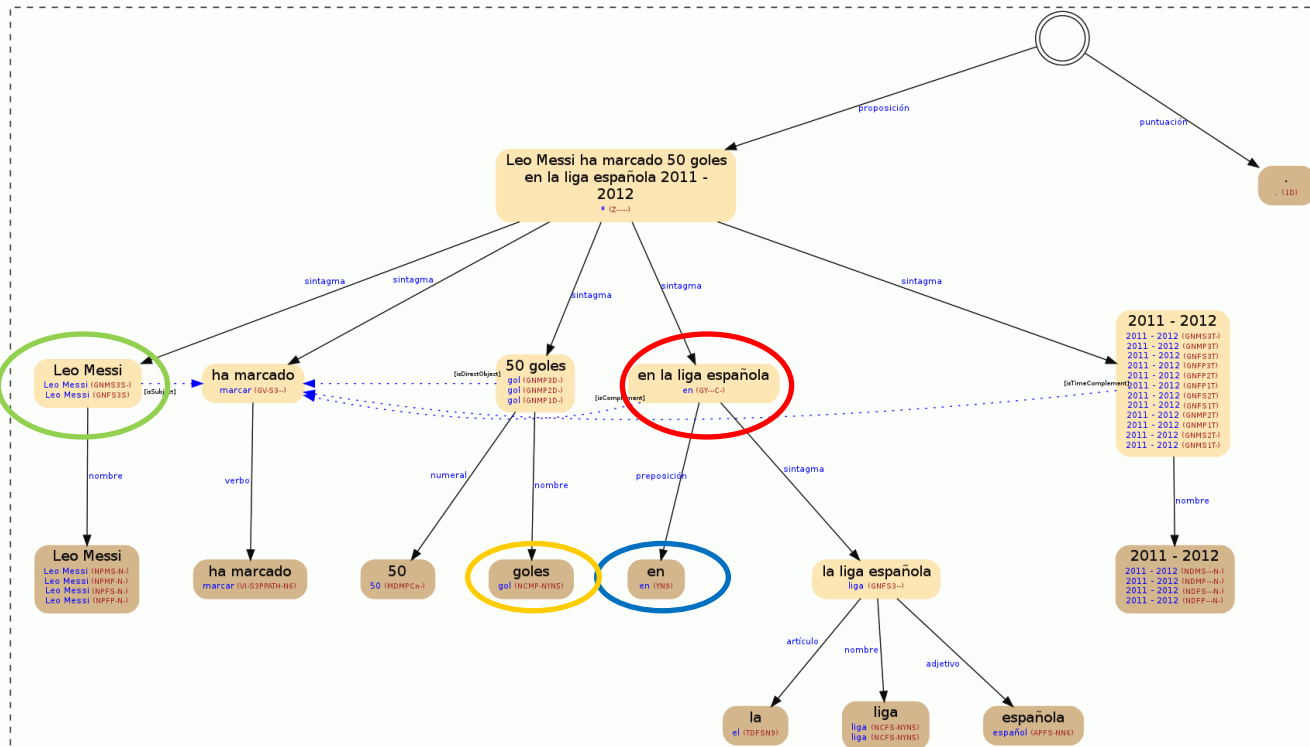 proposición
puntuación
Leo Messi ha marcado 50 goles
en la liga española 2011 -
2012
* (Z-----)
.
. (1D)
sintagma
sintagma
sintagma
sintagma
sintagma
Leo Messi
Leo Messi (GNMS3S-)
Leo Messi (GNFS3S)
[isSubject]
ha marcado
marcar (GV-S3--)
[isDirectObject]
50 goles
gol (GNMP3D-)
gol (GNMP2D-)
gol (GNMP1D-)
[isComplement]
en la liga española
en (GY---C-)
[isTimeComplement]
2011 - 2012
2011 - 2012 (GNMS3T-)
2011 - 2012 (GNMP3T)
2011 - 2012 (GNFS3T)
2011 - 2012 (GNFP3T)
2011 - 2012 (GNFP2T)
2011 - 2012 (GNFP1T)
2011 - 2012 (GNFS2T)
2011 - 2012 (GNFS1T)
2011 - 2012 (GNMP2T)
2011 - 2012 (GNMP1T)
2011 - 2012 (GNMS2T-)
2011 - 2012 (GNMS1T-)
nombre
verbo
numeral
nombre
preposición
sintagma
nombre
Leo Messi
Leo Messi (NPMS-N-)
Leo Messi (NPMP-N-)
Leo Messi (NPFS-N-)
Leo Messi (NPFP-N-)
ha marcado
marcar (VI-S3PPATH-N6)
50
50 (MDMPCn-)
goles
gol (NCMP-NYNS)
en
en (YN9)
la liga española
liga (GNFS3--)
2011 - 2012
2011 - 2012 (NDMS---N-)
2011 - 2012 (NDMP---N-)
2011 - 2012 (NDFS---N-)
2011 - 2012 (NDFP---N-)
artículo
nombre
adjetivo
la
el (TDFSN9)
liga
liga (NCFS-NYNS)
liga (NCFS-NYNS)
española
español (APFS-NN6)